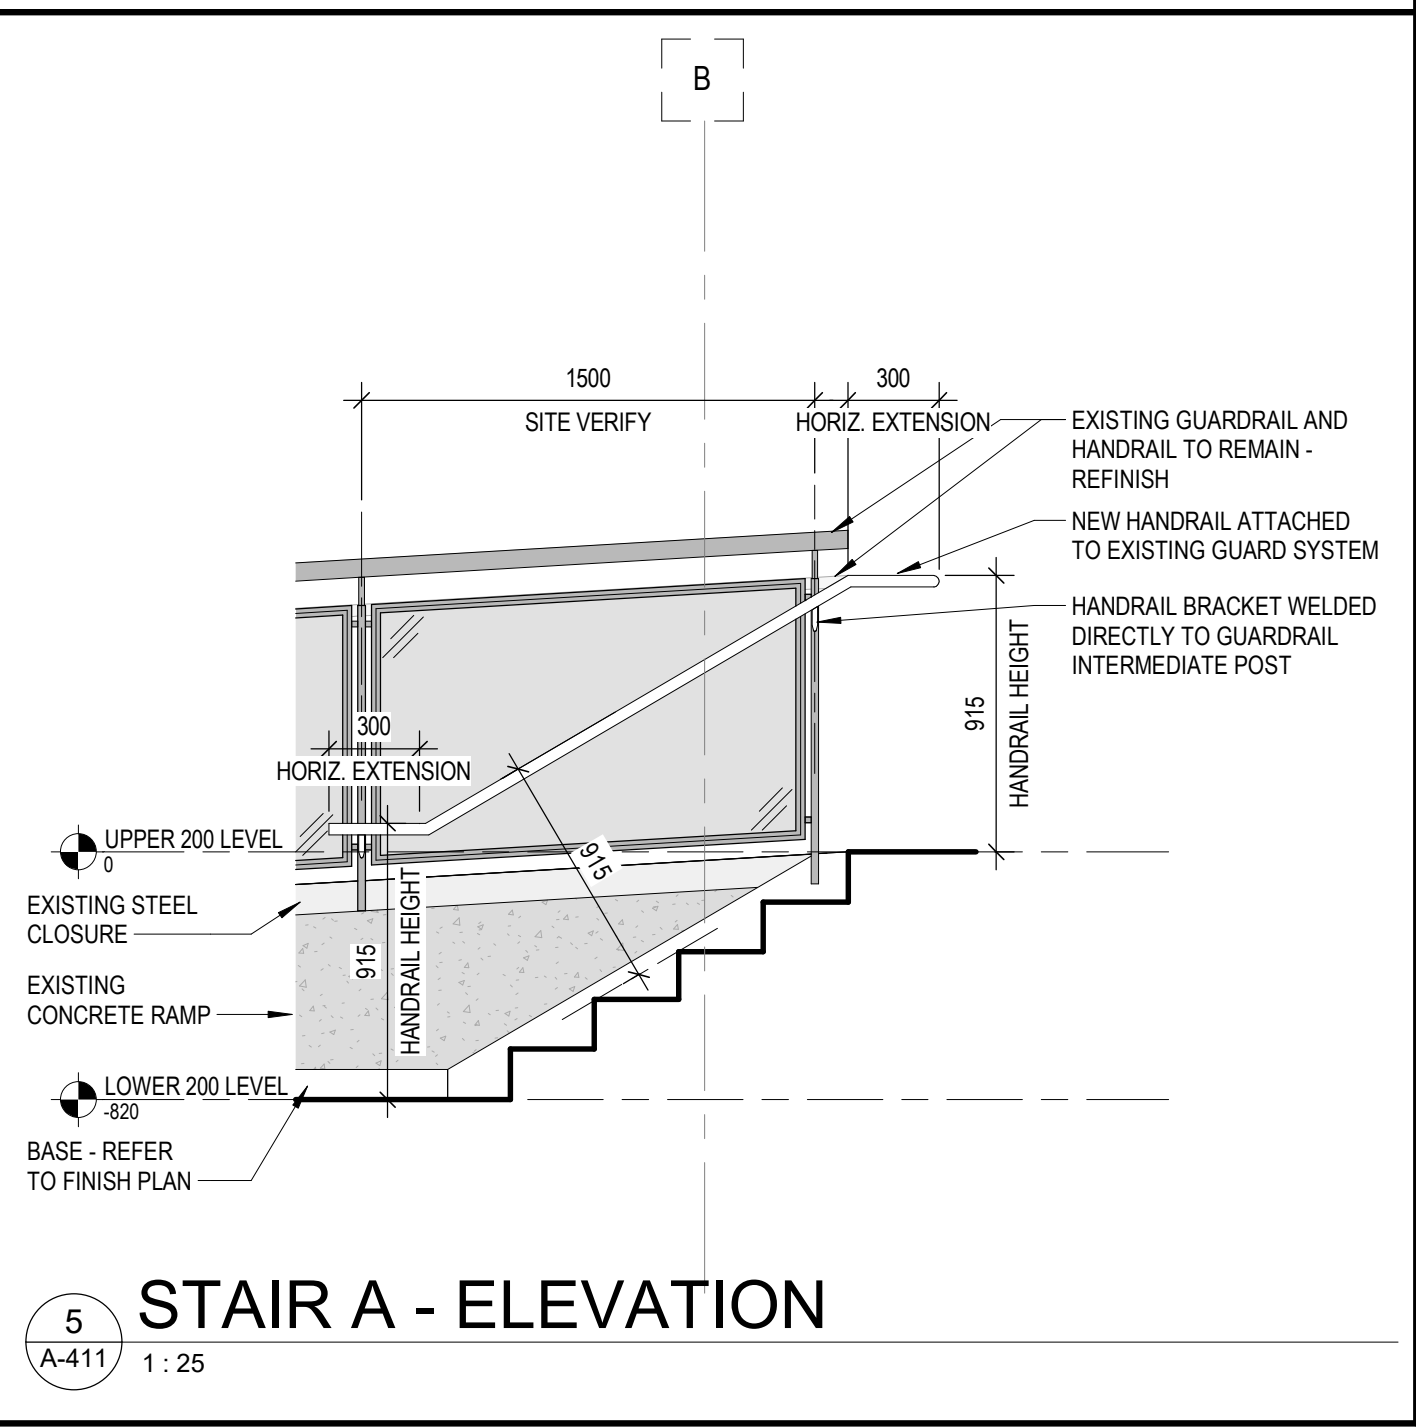 B
1500
300
SITE VERIFY
HORIZ. EXTENSION
EXISTING GUARDRAIL AND
HANDRAIL TO REMAIN -
REFINISH
NEW HANDRAIL ATTACHED
TO EXISTING GUARD SYSTEM
HANDRAIL BRACKET WELDED
DIRECTLY TO GUARDRAIL
INTERMEDIATE POST
915
HANDRAIL HEIGHT
300
HORIZ. EXTENSION
915
UPPER 200 LEVEL
0
EXISTING STEEL
CLOSURE
915
HANDRAIL HEIGHT
EXISTING
CONCRETE RAMP
LOWER 200 LEVEL
-820
BASE - REFER
TO FINISH PLAN
5
A-411
STAIR A - ELEVATION
1 : 25